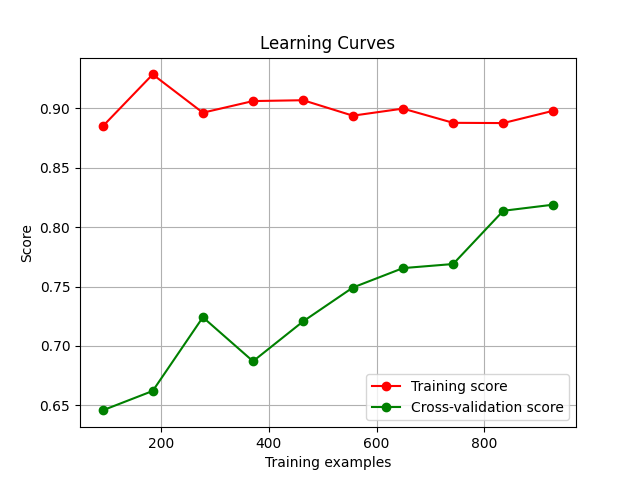 Learning Curves
0.90
0.85
0.80
0.75
0.70
0.65
Score
200 400 600 800
Training examples
Training score
Cross-validation score